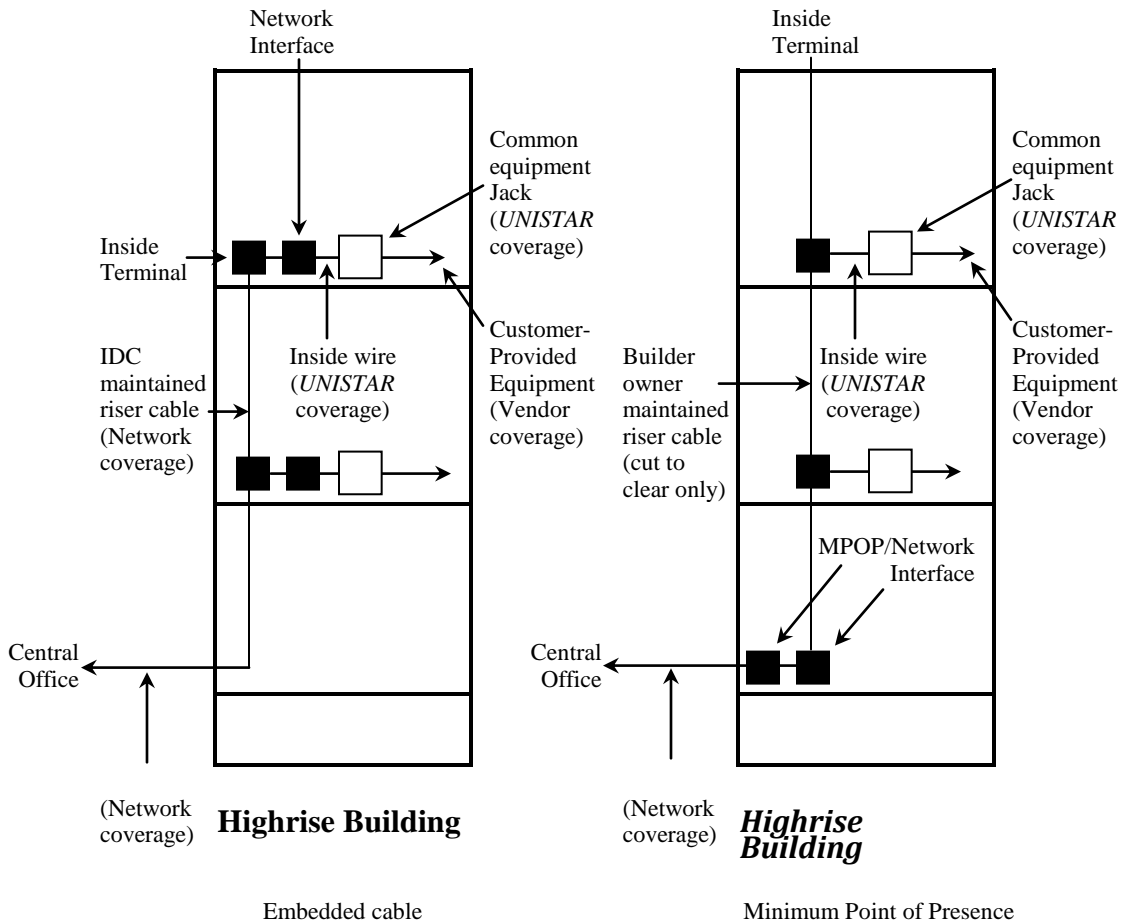 Network
Interface
Common
equipment
Jack
(UNISTAR
coverage)
Inside
Terminal
IDC
maintained
riser cable
(Network
coverage)
Inside wire
(UNISTAR
coverage)
Customer-
Provided
Equipment
(Vendor
coverage)
Central
Office
(Network
coverage)
Highrise Building
Embedded cable
Inside
Terminal
Common
equipment
Jack
(UNISTAR
coverage)
Builder
owner
maintained
riser cable
(cut to
clear only)
Inside wire
(UNISTAR
coverage)
Customer-
Provided
Equipment
(Vendor
coverage)
MPOP/Network
Interface
Central
Office
(Network
coverage)
Highrise
Building
Minimum Point of Presence